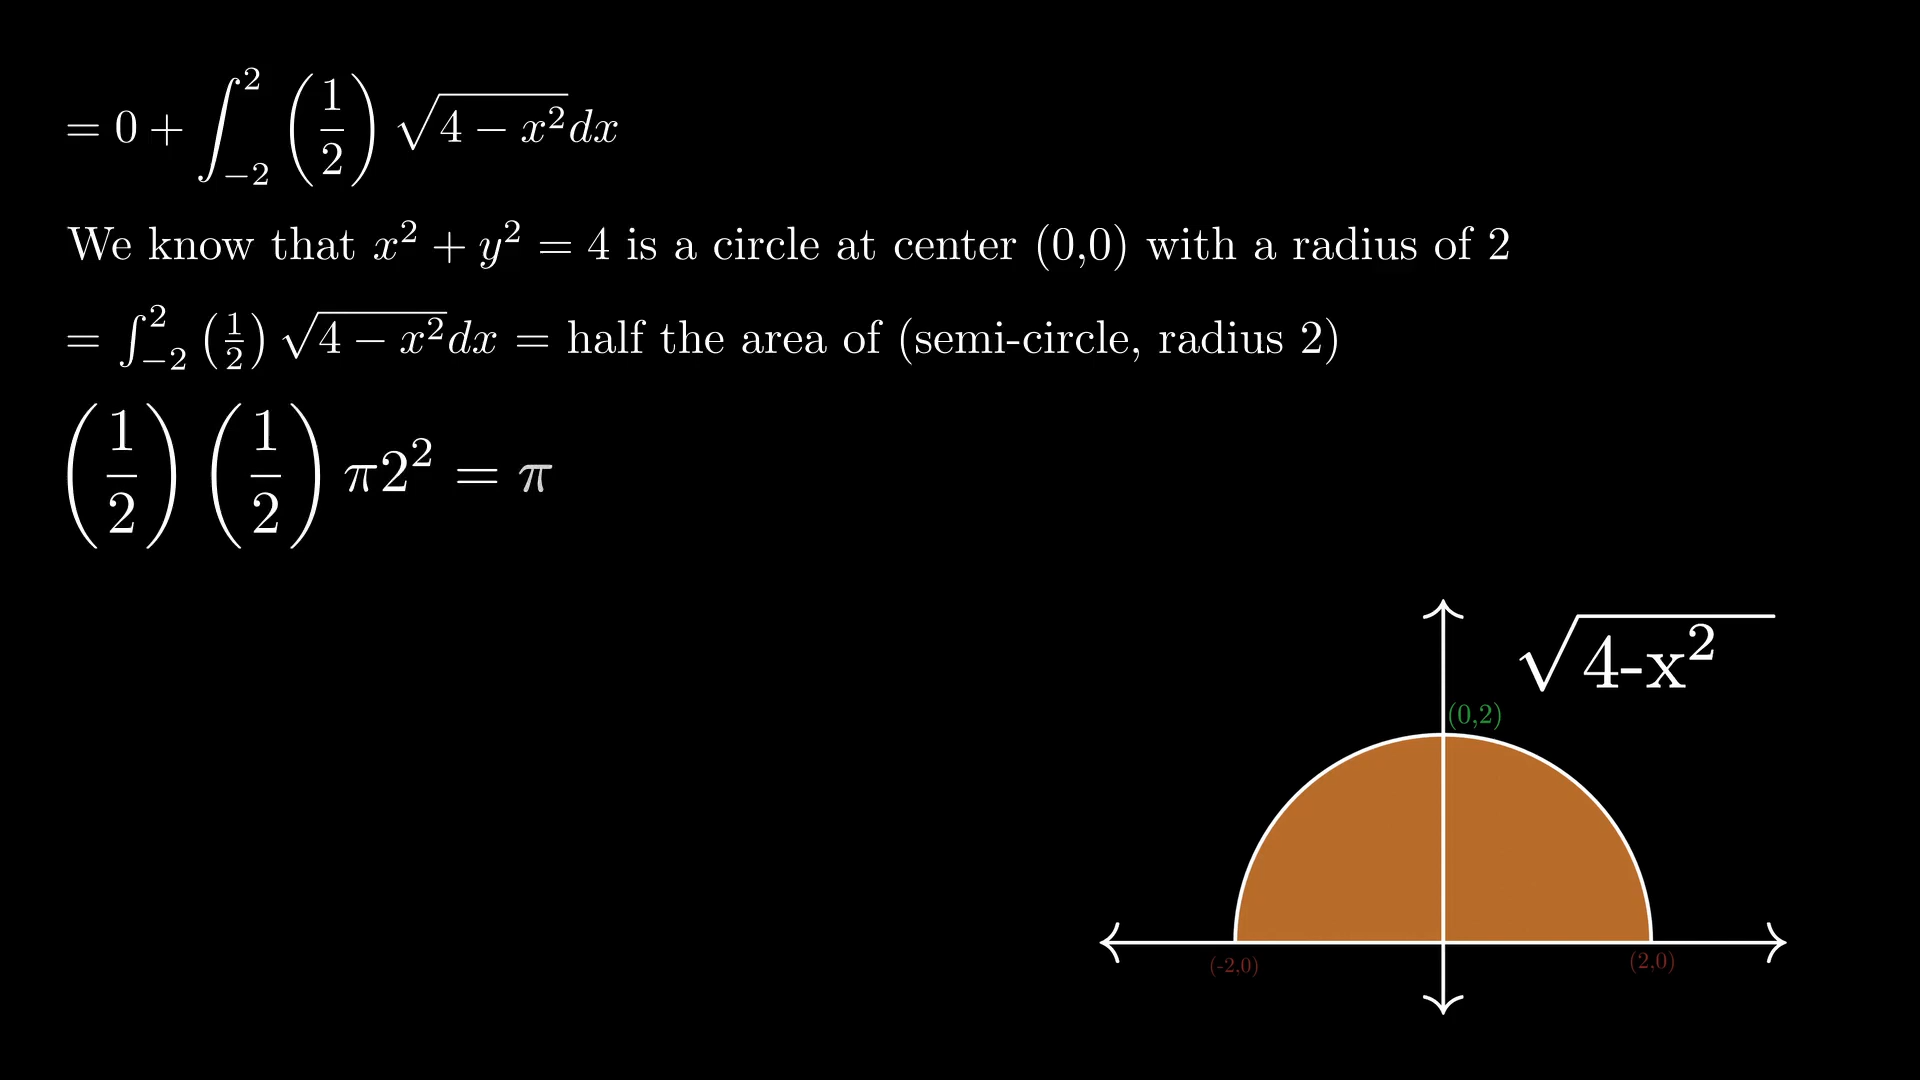 = 0 + ∫_{-2}^{2} (1/2) √(4 − x²) dx
We know that x² + y² = 4 is a circle at center (0,0) with a radius of 2
= ∫_{-2}^{2} (1/2) √(4 − x²) dx = half the area of (semi-circle, radius 2)
(1/2) (1/2) π2² = π
√(4-x²)
(0,2)
(-2,0) (2,0)